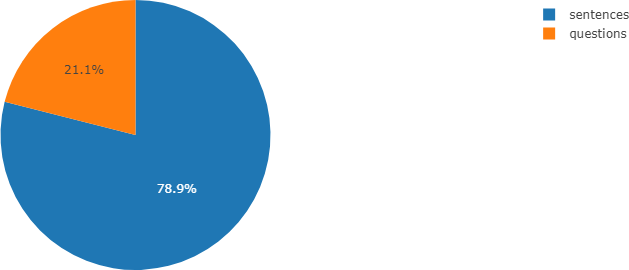 sentences
questions
21.1%
78.9%